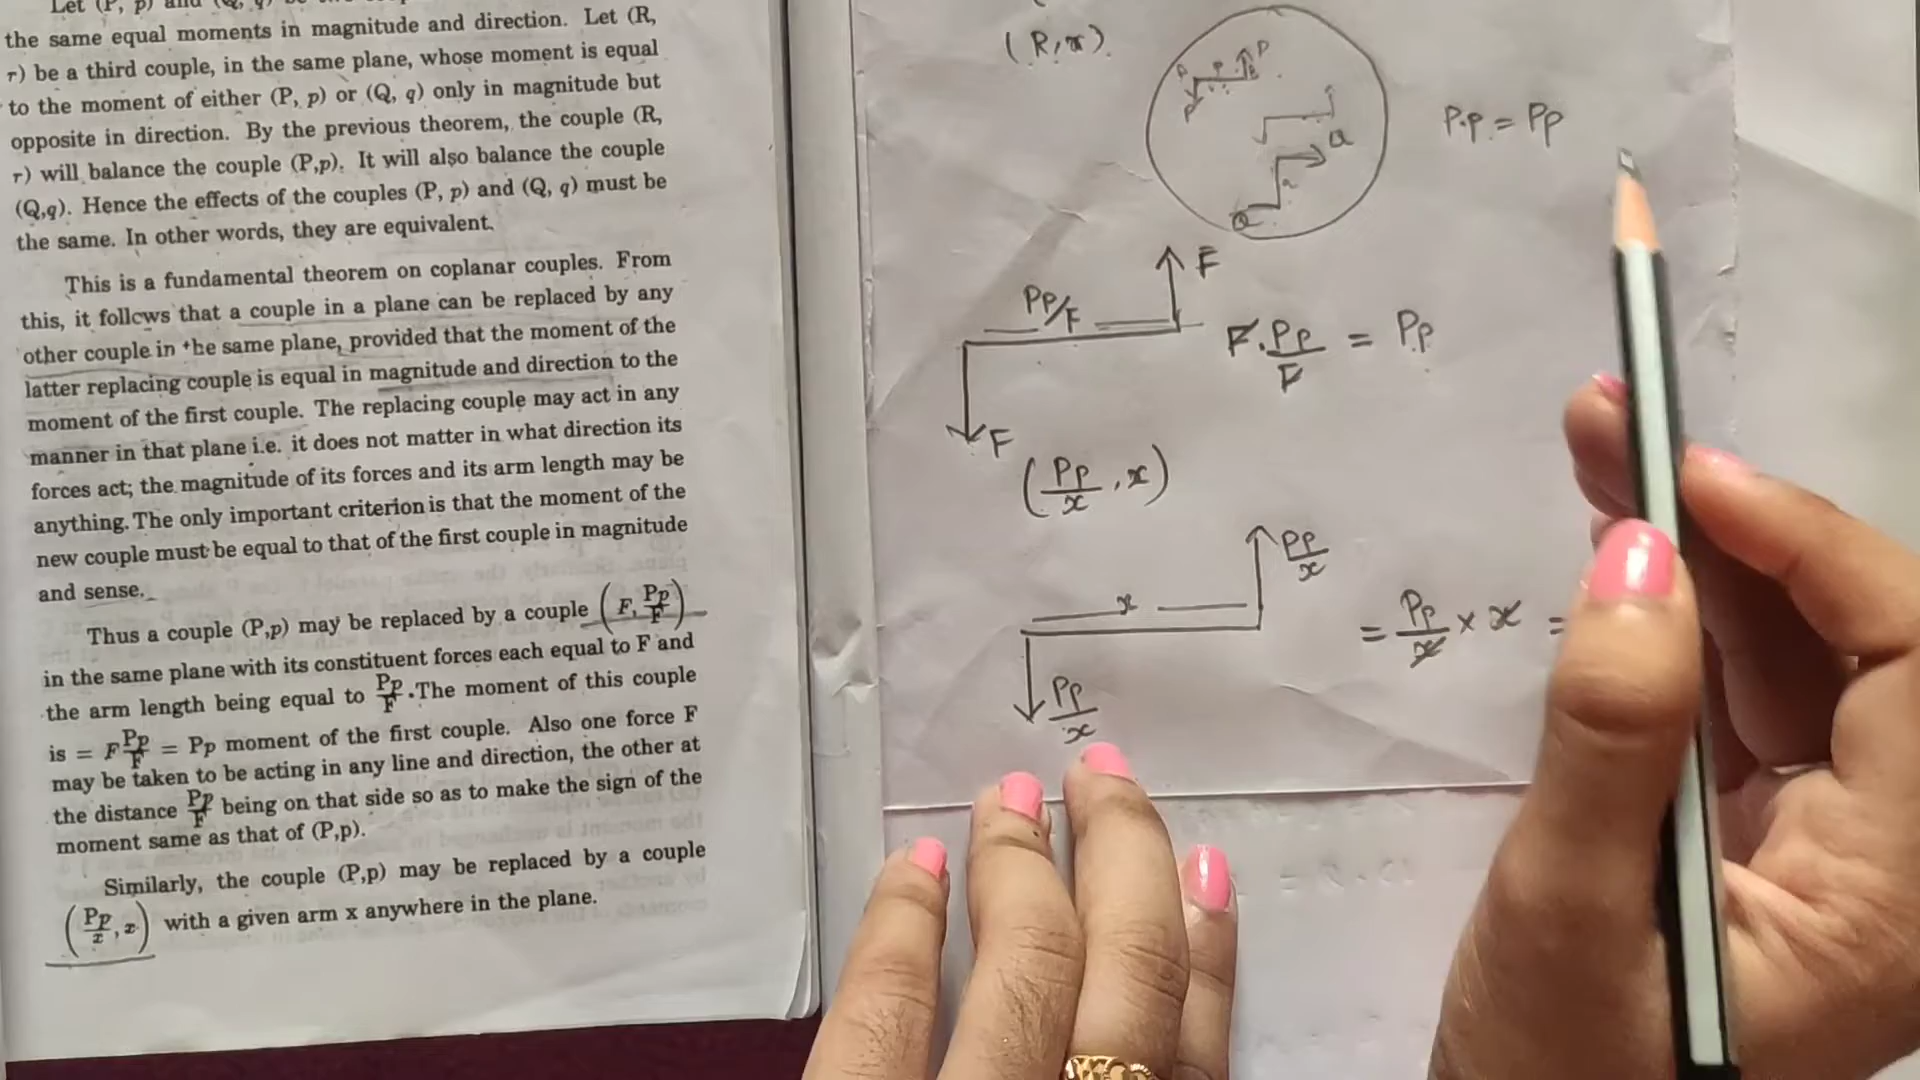 Let (P, p) and (Q, q) be two
the same equal moments in magnitude and direction. Let (R,
r) be a third couple, in the same plane, whose moment is equal
to the moment of either (P, p) or (Q, q) only in magnitude but
opposite in direction. By the previous theorem, the couple (R,
r) will balance the couple (P,p). It will also balance the couple
(Q,q). Hence the effects of the couples (P, p) and (Q, q) must be
the same. In other words, they are equivalent.
This is a fundamental theorem on coplanar couples. From
this, it follows that a couple in a plane can be replaced by any
other couple in the same plane, provided that the moment of the
latter replacing couple is equal in magnitude and direction to the
moment of the first couple. The replacing couple may act in any
manner in that plane i.e. it does not matter in what direction its
forces act; the magnitude of its forces and its arm length may be
anything. The only important criterion is that the moment of the
new couple must be equal to that of the first couple in magnitude
and sense.
Thus a couple (P,p) may be replaced by a couple (F, Pp/F)
in the same plane with its constituent forces each equal to F and
the arm length being equal to Pp/F. The moment of this couple
is = F Pp/F = Pp moment of the first couple. Also one force F
may be taken to be acting in any line and direction, the other at
the distance Pp/F being on that side so as to make the sign of the
moment same as that of (P,p).
Similarly, the couple (P,p) may be replaced by a couple
(Pp/x, x) with a given arm x anywhere in the plane.
(R, r)
P
A
p
B
P
Q
q
Q
P.p = Pp
F
Pp/F
F
F. Pp/F = Pp
(Pp/x, x)
Pp/x
x
Pp/x
= Pp/x × x =